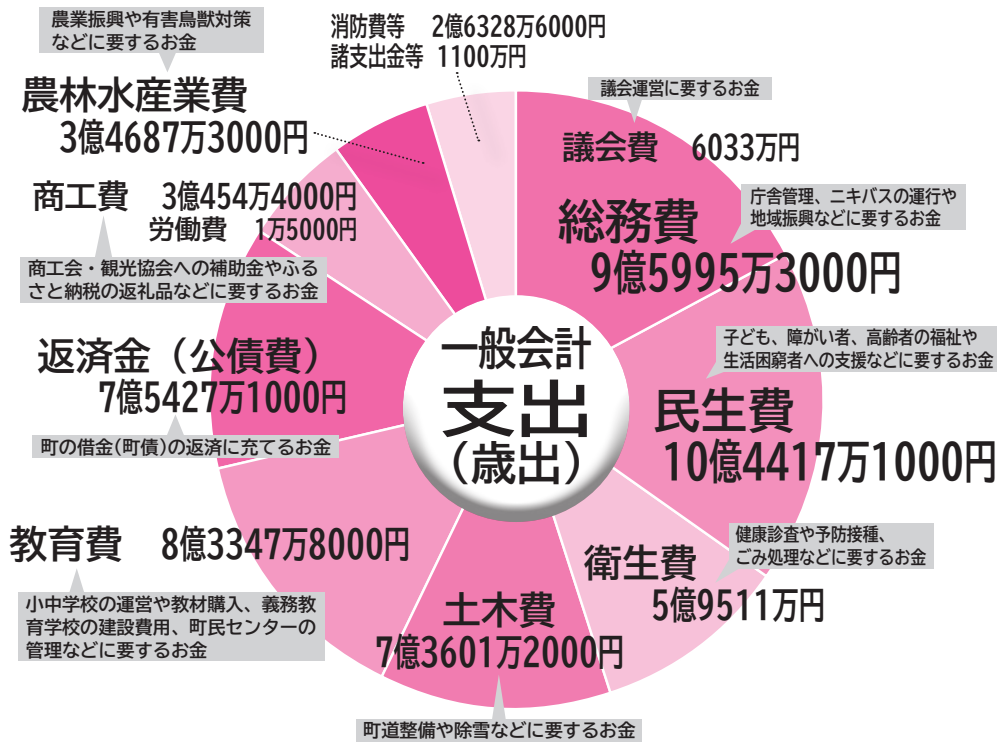 一般会計
支出
（歳出）
議会運営に要するお金
議会費　6033万円
総務費
9億5995万3000円
庁舎管理、ニキバスの運行や
地域振興などに要するお金
子ども、障がい者、高齢者の福祉や
生活困窮者への支援などに要するお金
民生費
10億4417万1000円
健康診査や予防接種、
ごみ処理などに要するお金
衛生費
5億9511万円
土木費
7億3601万2000円
町道整備や除雪などに要するお金
教育費　8億3347万8000円
小中学校の運営や教材購入、義務教
育学校の建設費用、町民センターの
管理などに要するお金
返済金（公債費）
7億5427万1000円
町の借金（町債）の返済に充てるお金
商工費　3億454万4000円
労働費　1万5000円
商工会・観光協会への補助金やふる
さと納税の返礼品などに要するお金
農業振興や有害鳥獣対策
などに要するお金
農林水産業費
3億4687万3000円
消防費等　2億6328万6000円
諸支出金等　1100万円